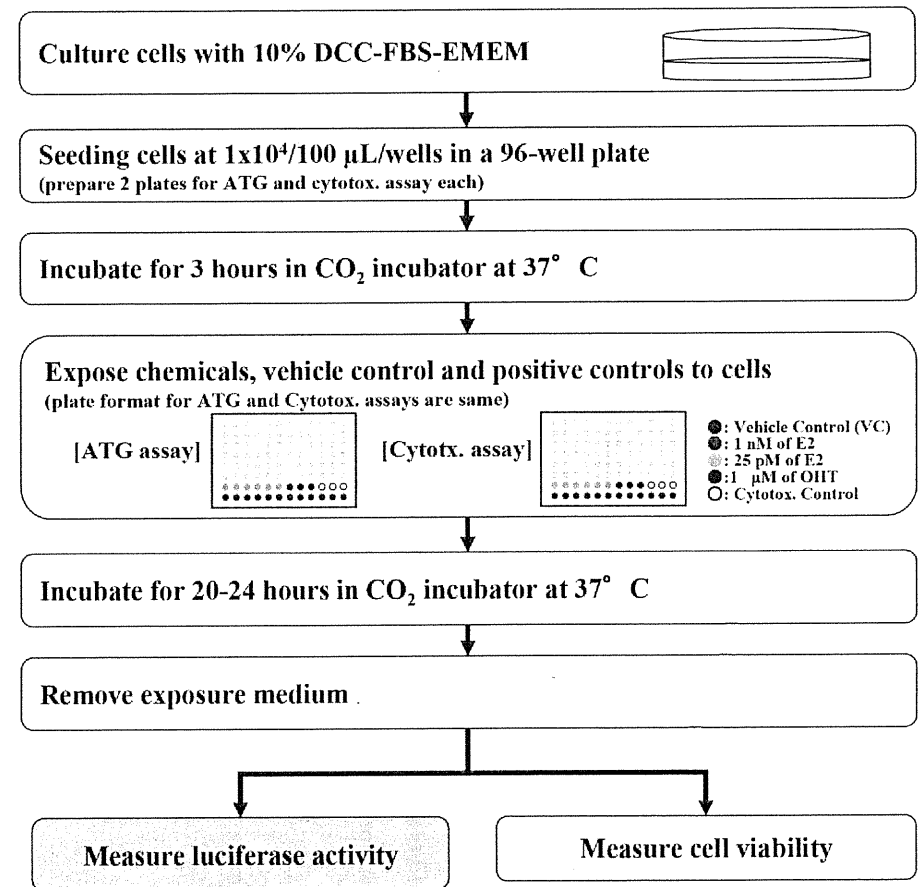 Culture cells with 10% DCC-FBS-EMEM
Seeding cells at 1x10⁴/100 μL/wells in a 96-well plate
(prepare 2 plates for ATG and cytotox. assay each)
Incubate for 3 hours in CO₂ incubator at 37° C
Expose chemicals, vehicle control and positive controls to cells
(plate format for ATG and Cytotox. assays are same)
[ATG assay]
[Cytotx. assay]
●: Vehicle Control (VC)
●: 1 nM of E2
●: 25 pM of E2
●:1 μM of OHT
○: Cytotox. Control
Incubate for 20-24 hours in CO₂ incubator at 37° C
Remove exposure medium
Measure luciferase activity
Measure cell viability